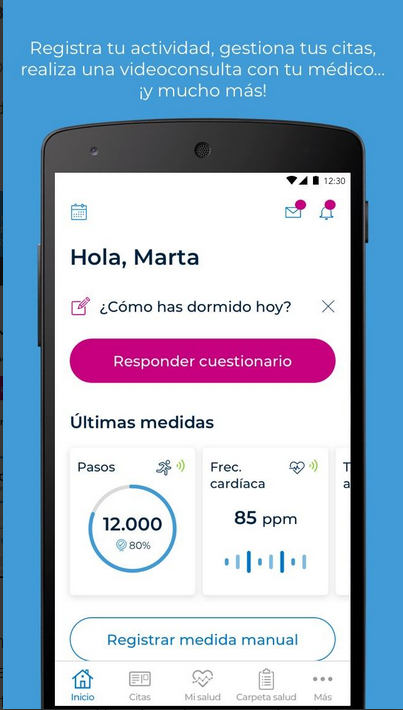 Registra tu actividad, gestiona tus citas,
realiza una videoconsulta con tu médico...
¡y mucho más!
12:30
Hola, Marta
¿Cómo has dormido hoy?
Responder cuestionario
Últimas medidas
Pasos
12.000
80%
Frec.
cardíaca
85 ppm
T
a
Registrar medida manual
Inicio
Citas
Mi salud
Carpeta salud
Más